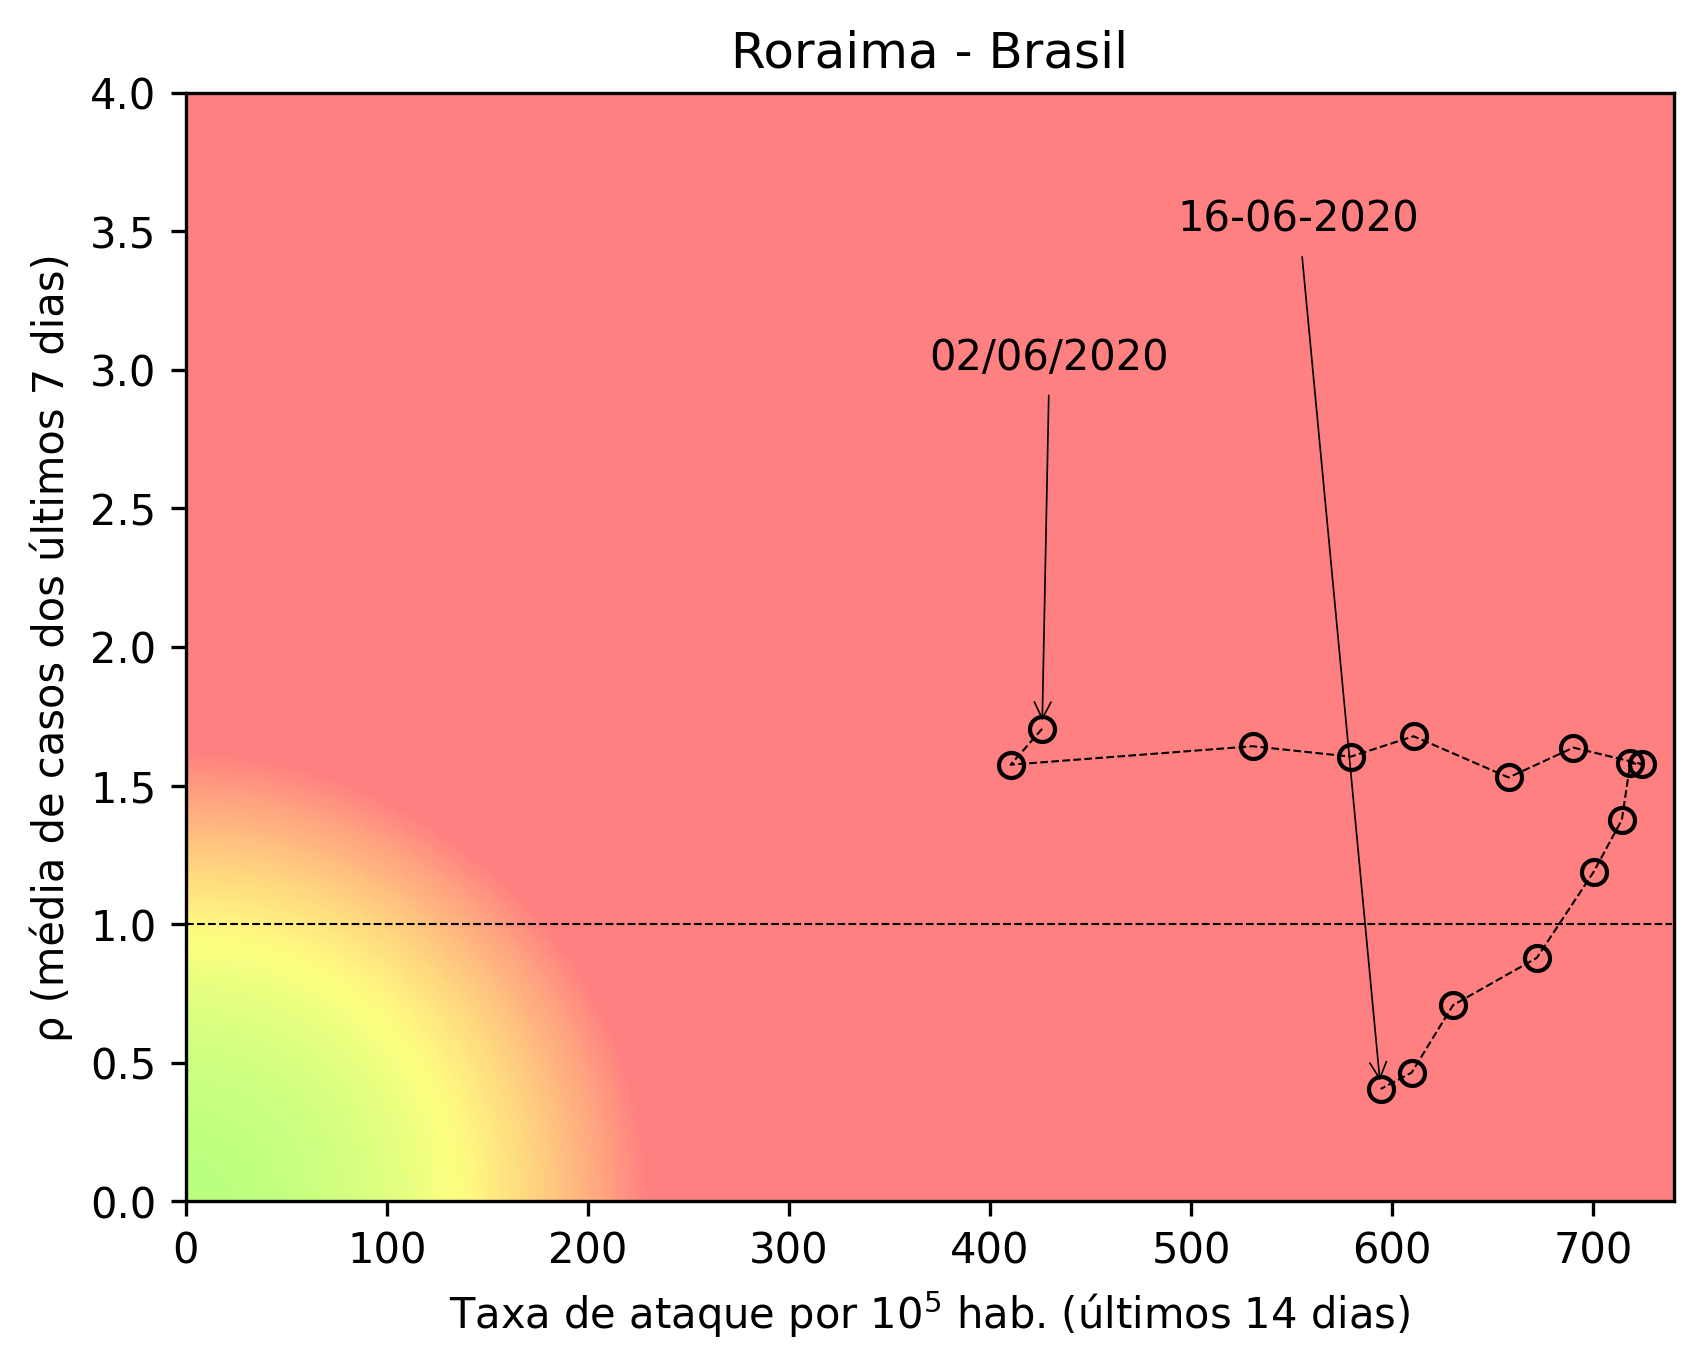 Roraima - Brasil
4.0
3.5
3.0
2.5
2.0
1.5
1.0
0.5
0.0
ρ (média de casos dos últimos 7 dias)
16-06-2020
02/06/2020
0 100 200 300 400 500 600 700
Taxa de ataque por 10⁵ hab. (últimos 14 dias)